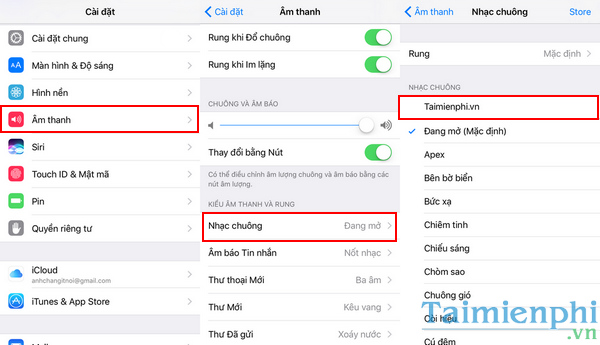 Cài đặt
Cài đặt chung
Màn hình & Độ sáng
Hình nền
Âm thanh
Siri
Touch ID & Mật mã
Pin
Quyền riêng tư
iCloud
anhchangitnoi@gmail.com
iTunes & App Store
Cài đặt
Âm thanh
Rung khi Đổ chuông
Rung khi Im lặng
CHUÔNG VÀ ÂM BÁO
Thay đổi bằng Nút
Có thể điều chỉnh âm lượng chuông và âm báo bằng các
nút âm lượng.
KIỂU ÂM THANH VÀ RUNG
Nhạc chuông Đang mở
Âm báo Tin nhắn Nốt nhạc
Thư thoại Mới Ba âm
Thư Mới Kêu vang
Thư Đã gửi Xoáy nước
Âm thanh
Nhạc chuông
Store
Rung Mặc định
NHẠC CHUÔNG
Taimienphi.vn
Đang mở (Mặc định)
Apex
Bên bờ biển
Bức xạ
Chiêm tinh
Chiếu sáng
Chòm sao
Chuông gió
Còi hiệu
Cú đêm
Taimienphi
.vn